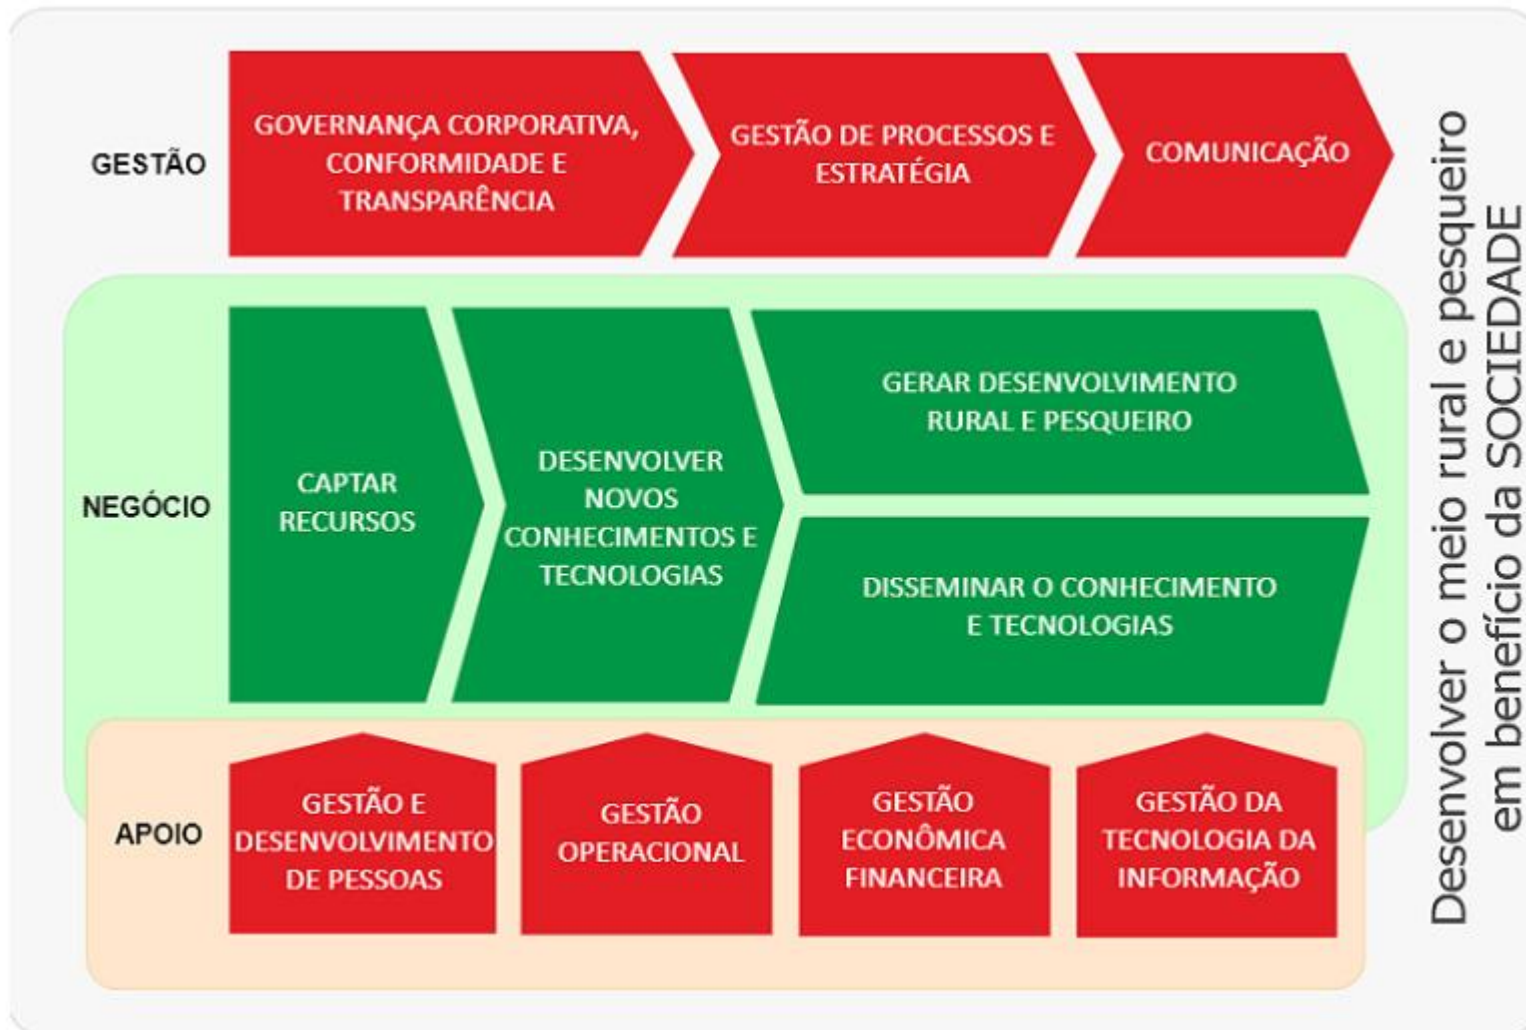 GESTÃO
GOVERNANÇA CORPORATIVA,
CONFORMIDADE E
TRANSPARÊNCIA
GESTÃO DE PROCESSOS E
ESTRATÉGIA
COMUNICAÇÃO
NEGÓCIO
CAPTAR
RECURSOS
DESENVOLVER
NOVOS
CONHECIMENTOS E
TECNOLOGIAS
GERAR DESENVOLVIMENTO
RURAL E PESQUEIRO
DISSEMINAR O CONHECIMENTO
E TECNOLOGIAS
APOIO
GESTÃO E
DESENVOLVIMENTO
DE PESSOAS
GESTÃO
OPERACIONAL
GESTÃO
ECONÔMICA
FINANCEIRA
GESTÃO DA
TECNOLOGIA DA
INFORMAÇÃO
Desenvolver o meio rural e pesqueiro
em benefício da SOCIEDADE